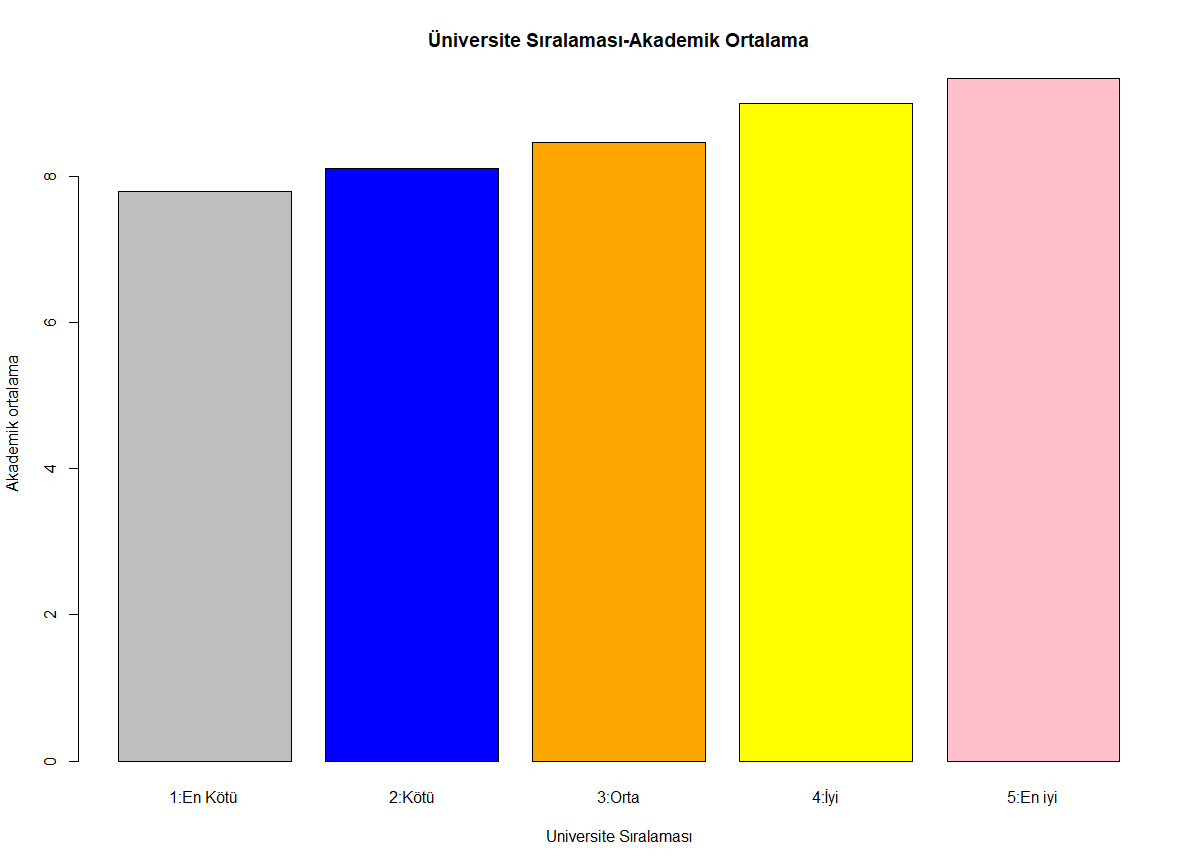 Üniversite Sıralaması-Akademik Ortalama
Akademik ortalama
8
6
4
2
0
1:En Kötü 2:Kötü 3:Orta 4:İyi 5:En iyi
Universite Sıralaması